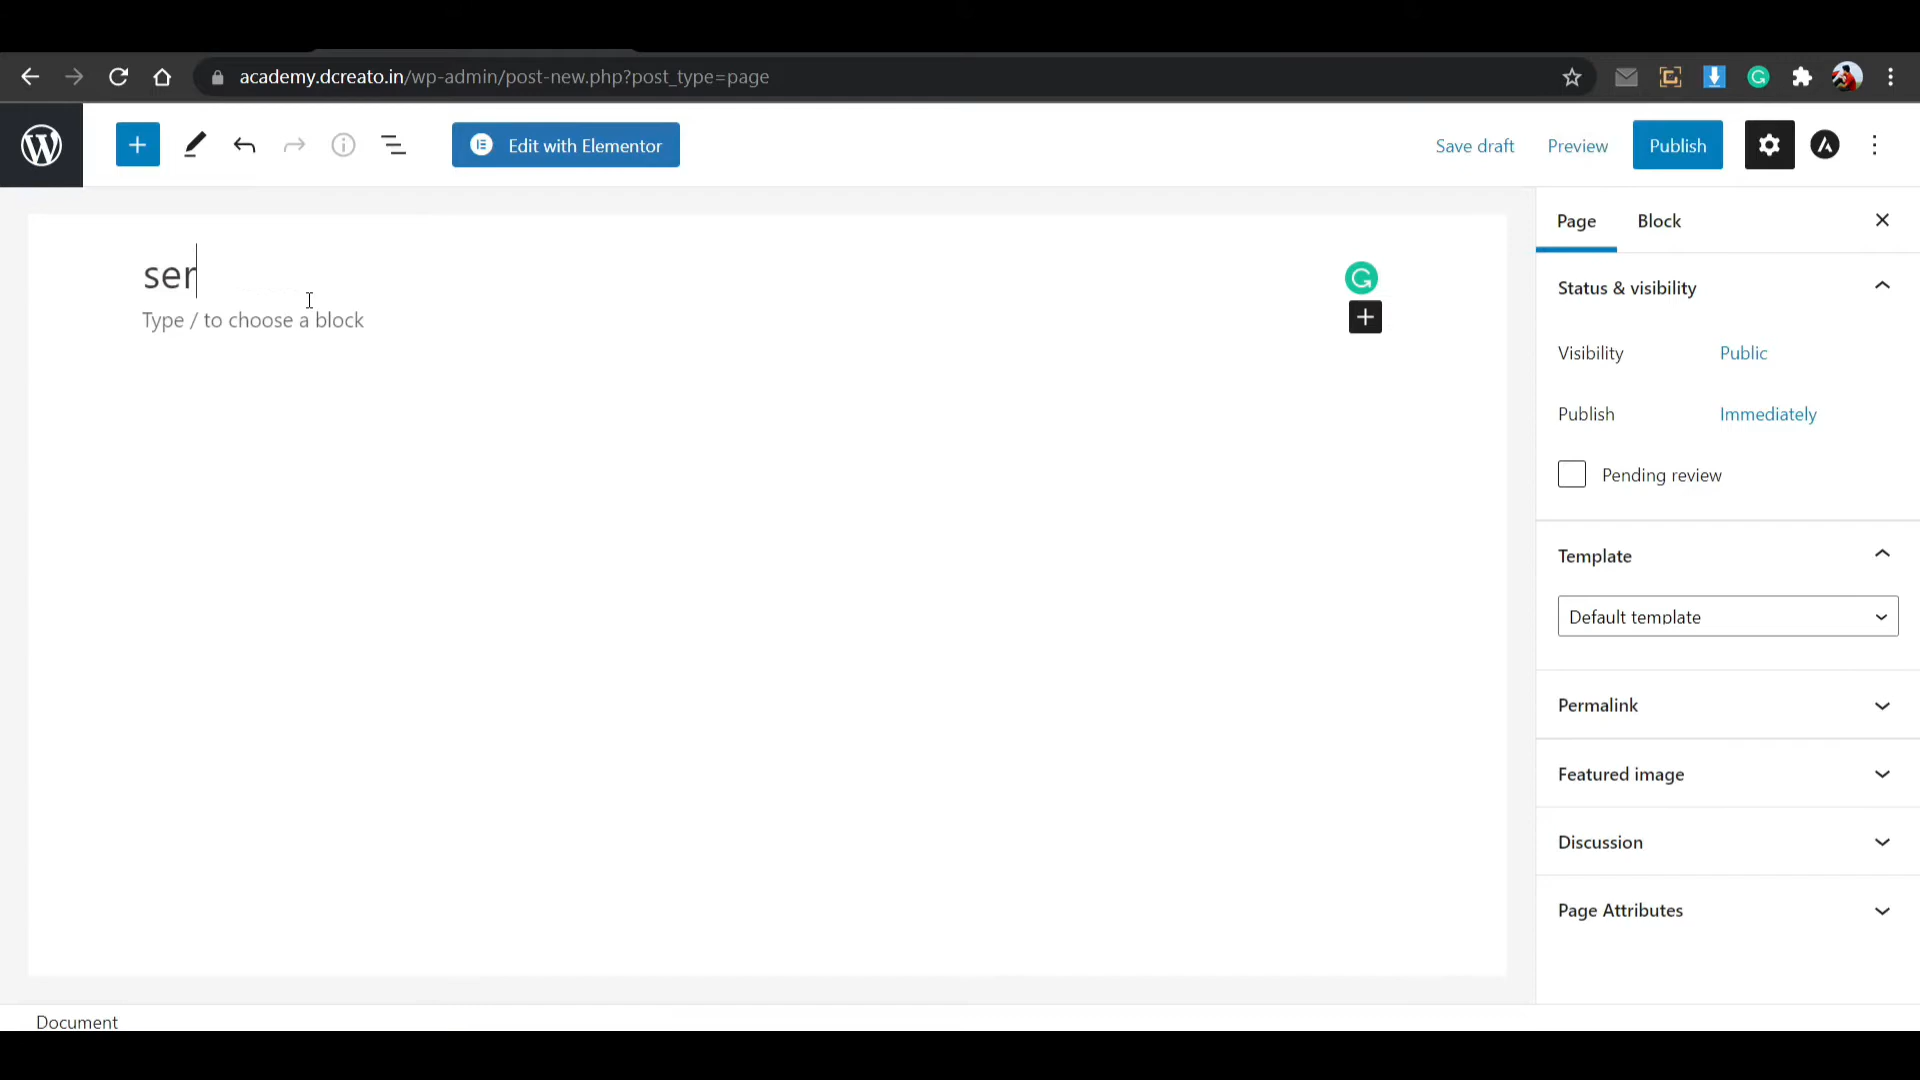 academy.dcreato.in/wp-admin/post-new.php?post_type=page
Edit with Elementor
Save draft
Preview
Publish
ser
Type / to choose a block
Page
Block
Status & visibility
Visibility
Public
Publish
Immediately
Pending review
Template
Default template
Permalink
Featured image
Discussion
Page Attributes
Document